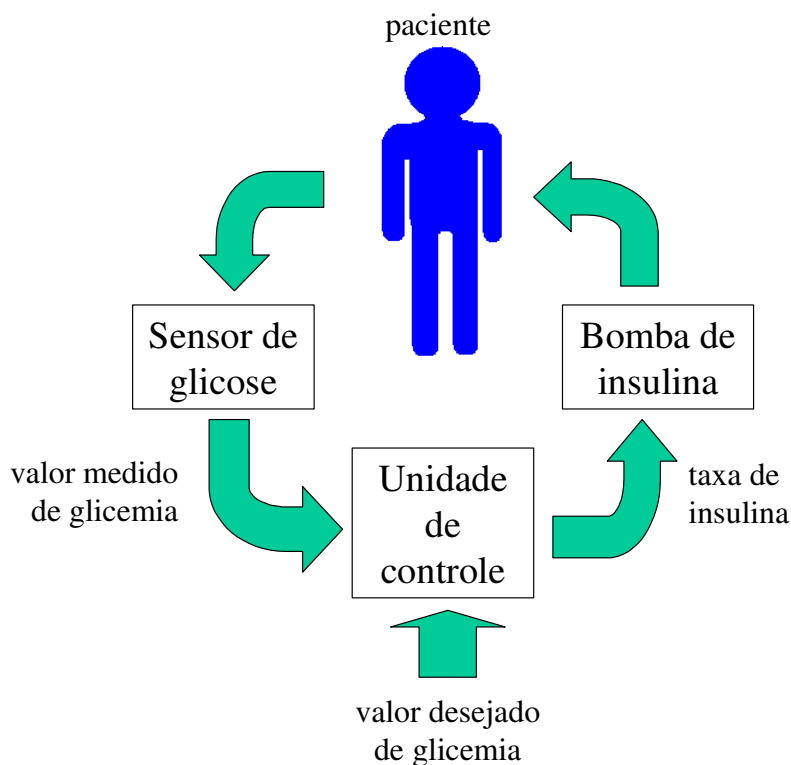 paciente
Sensor de
glicose
Bomba de
insulina
valor medido
de glicemia
Unidade
de
controle
taxa de
insulina
valor desejado
de glicemia